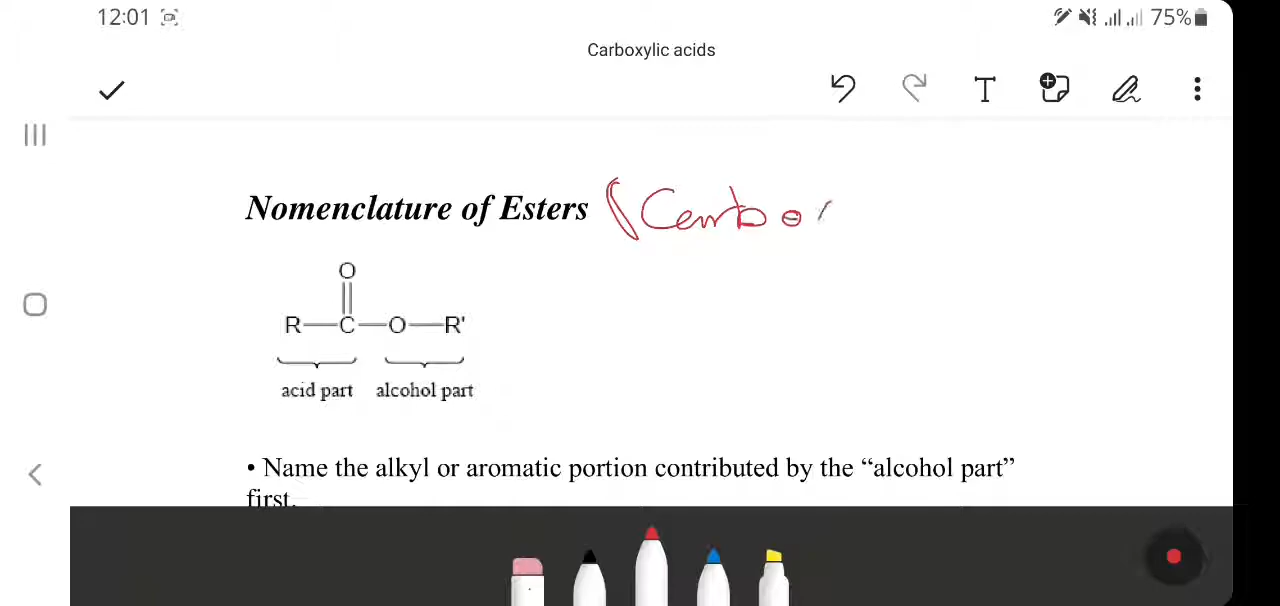 12:01 75%
Carboxylic acids
T
Nomenclature of Esters (Carbo
O
R—C—O—R'
acid part alcohol part
• Name the alkyl or aromatic portion contributed by the “alcohol part”
first.